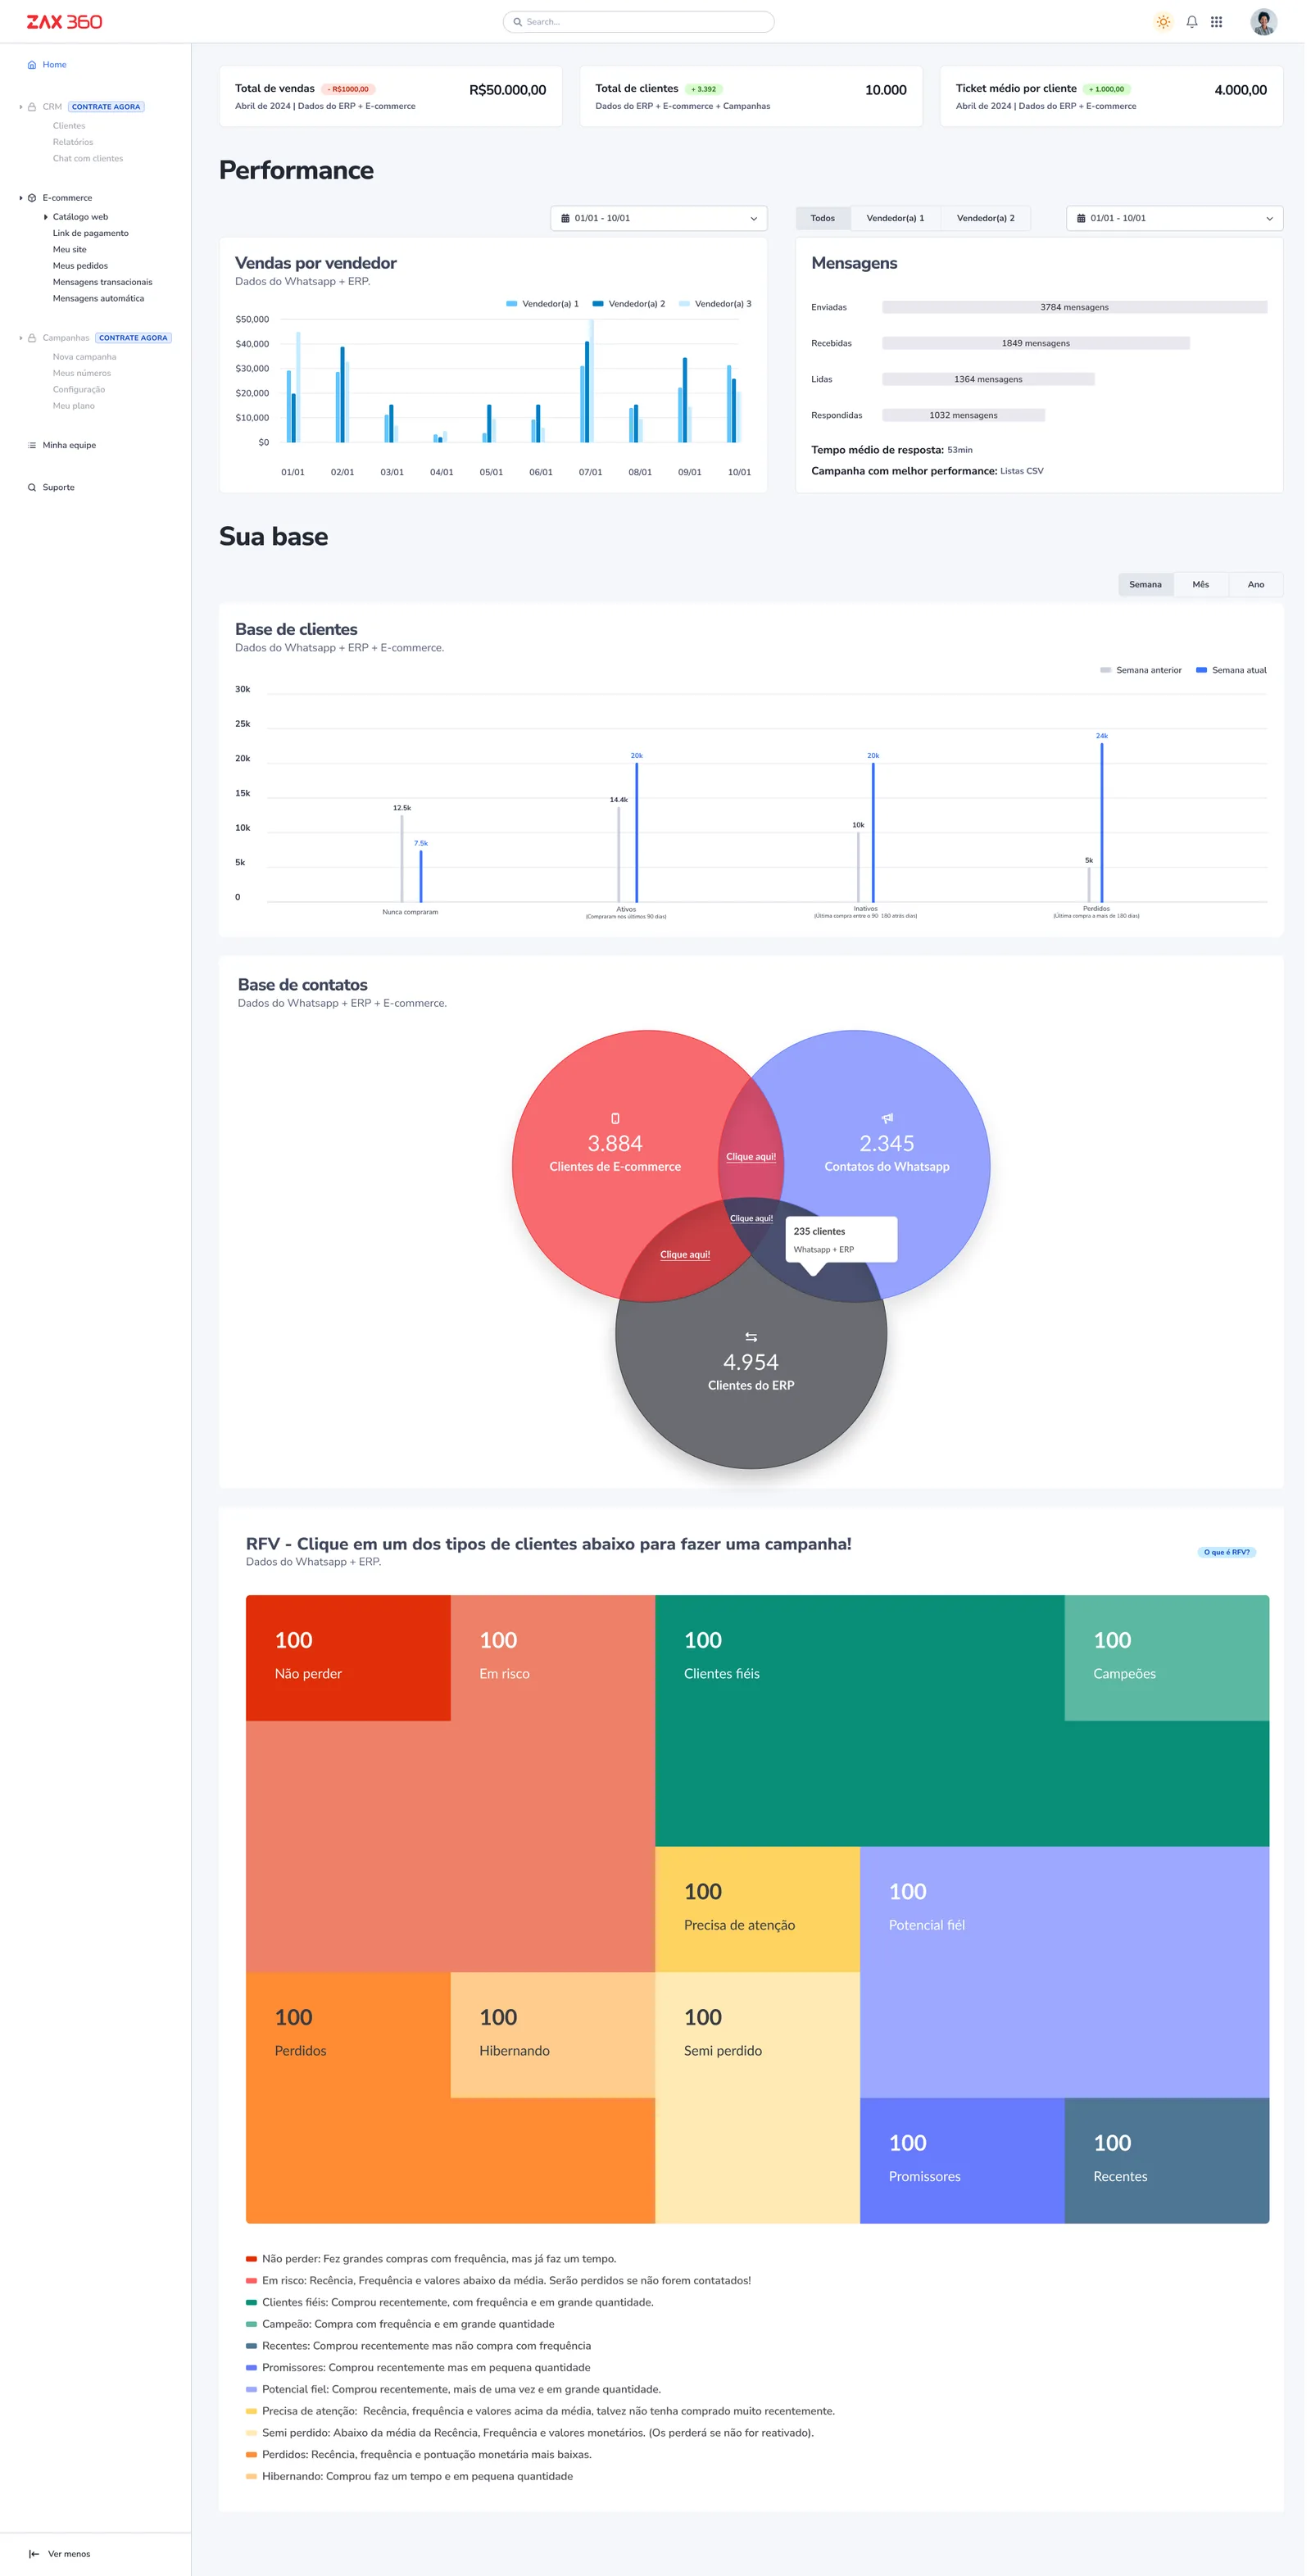 ZAX 360
Search...
Home
CRM CONTRATE AGORA
Clientes
Relatórios
Chat com clientes
E-commerce
Catálogo web
Link de pagamento
Meu site
Meus pedidos
Mensagens transacionais
Mensagens automática
Campanhas CONTRATE AGORA
Nova campanha
Meus números
Configuração
Meu plano
Minha equipe
Suporte
Ver menos
Total de vendas - R$1000,00 R$50.000,00
Abril de 2024 | Dados do ERP + E-commerce
Total de clientes + 3.392 10.000
Dados do ERP + E-commerce + Campanhas
Ticket médio por cliente + 1.000,00 4.000,00
Abril de 2024 | Dados do ERP + E-commerce
Performance
01/01 - 10/01
Todos Vendedor(a) 1 Vendedor(a) 2
01/01 - 10/01
Vendas por vendedor
Dados do Whatsapp + ERP.
Vendedor(a) 1 Vendedor(a) 2 Vendedor(a) 3
$50,000
$40,000
$30,000
$20,000
$10,000
$0
01/01 02/01 03/01 04/01 05/01 06/01 07/01 08/01 09/01 10/01
Mensagens
Enviadas 3784 mensagens
Recebidas 1849 mensagens
Lidas 1364 mensagens
Respondidas 1032 mensagens
Tempo médio de resposta: 53min
Campanha com melhor performance: Listas CSV
Sua base
Semana Mês Ano
Base de clientes
Dados do Whatsapp + ERP + E-commerce.
Semana anterior Semana atual
30k
25k
20k
15k
10k
5k
0
12.5k
7.5k
14.4k
20k
10k
20k
5k
24k
Nunca compraram
Ativos
(Compraram nos últimos 90 dias)
Inativos
(Última compra entre o 90 180 atrás dias)
Perdidos
(Última compra a mais de 180 dias)
Base de contatos
Dados do Whatsapp + ERP + E-commerce.
3.884
Clientes de E-commerce
Clique aqui!
2.345
Contatos do Whatsapp
Clique aqui!
Clique aqui!
235 clientes
Whatsapp + ERP
4.954
Clientes do ERP
RFV - Clique em um dos tipos de clientes abaixo para fazer uma campanha!
Dados do Whatsapp + ERP.
O que é RFV?
100
Não perder
100
Em risco
100
Clientes fiéis
100
Campeões
100
Precisa de atenção
100
Potencial fiél
100
Perdidos
100
Hibernando
100
Semi perdido
100
Promissores
100
Recentes
Não perder: Fez grandes compras com frequência, mas já faz um tempo.
Em risco: Recência, Frequência e valores abaixo da média. Serão perdidos se não forem contatados!
Clientes fiéis: Comprou recentemente, com frequência e em grande quantidade.
Campeão: Compra com frequência e em grande quantidade
Recentes: Comprou recentemente mas não compra com frequência
Promissores: Comprou recentemente mas em pequena quantidade
Potencial fiel: Comprou recentemente, mais de uma vez e em grande quantidade.
Precisa de atenção: Recência, frequência e valores acima da média, talvez não tenha comprado muito recentemente.
Semi perdido: Abaixo da média da Recência, Frequência e valores monetários. (Os perderá se não for reativado).
Perdidos: Recência, frequência e pontuação monetária mais baixas.
Hibernando: Comprou faz um tempo e em pequena quantidade